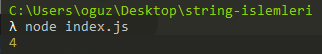 C:\Users\oguz\Desktop\string-islemleri
λ node index.js
4